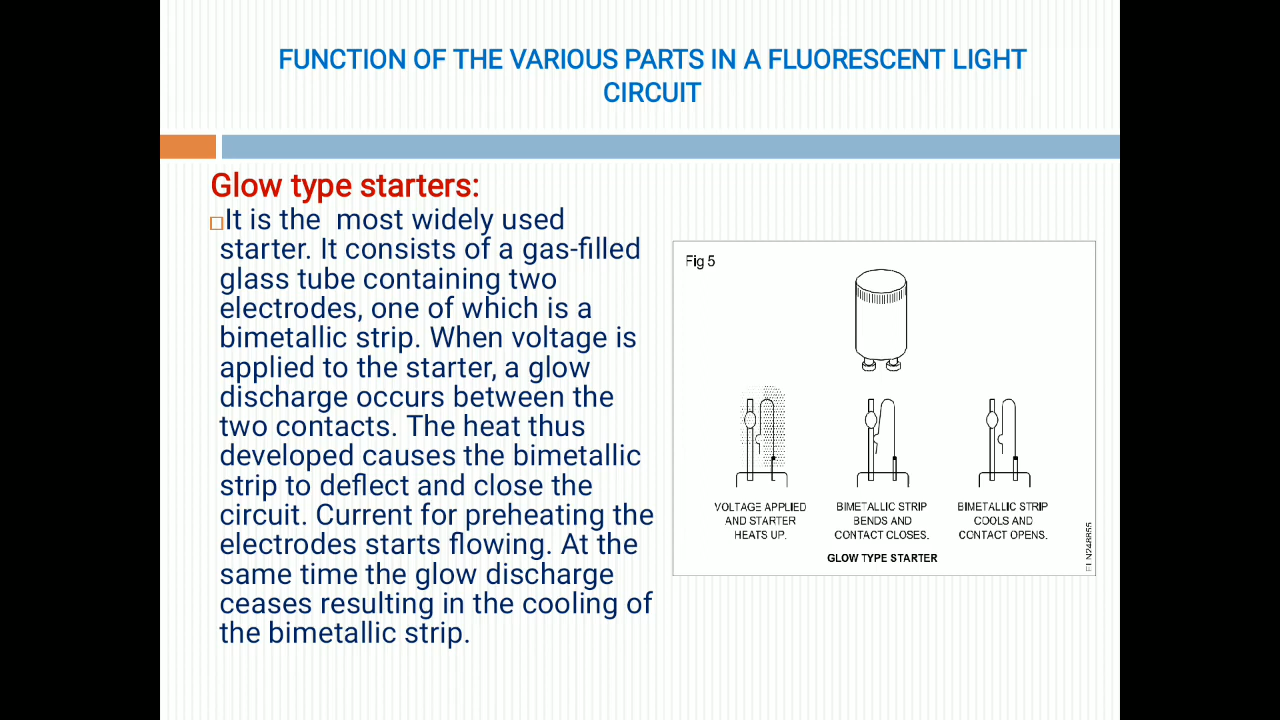 FUNCTION OF THE VARIOUS PARTS IN A FLUORESCENT LIGHT
CIRCUIT
Glow type starters:
It is the most widely used
starter. It consists of a gas-filled
glass tube containing two
electrodes, one of which is a
bimetallic strip. When voltage is
applied to the starter, a glow
discharge occurs between the
two contacts. The heat thus
developed causes the bimetallic
strip to deflect and close the
circuit. Current for preheating the
electrodes starts flowing. At the
same time the glow discharge
ceases resulting in the cooling of
the bimetallic strip.
Fig 5
VOLTAGE APPLIED
AND STARTER
HEATS UP.
BIMETALLIC STRIP
BENDS AND
CONTACT CLOSES.
BIMETALLIC STRIP
COOLS AND
CONTACT OPENS.
GLOW TYPE STARTER